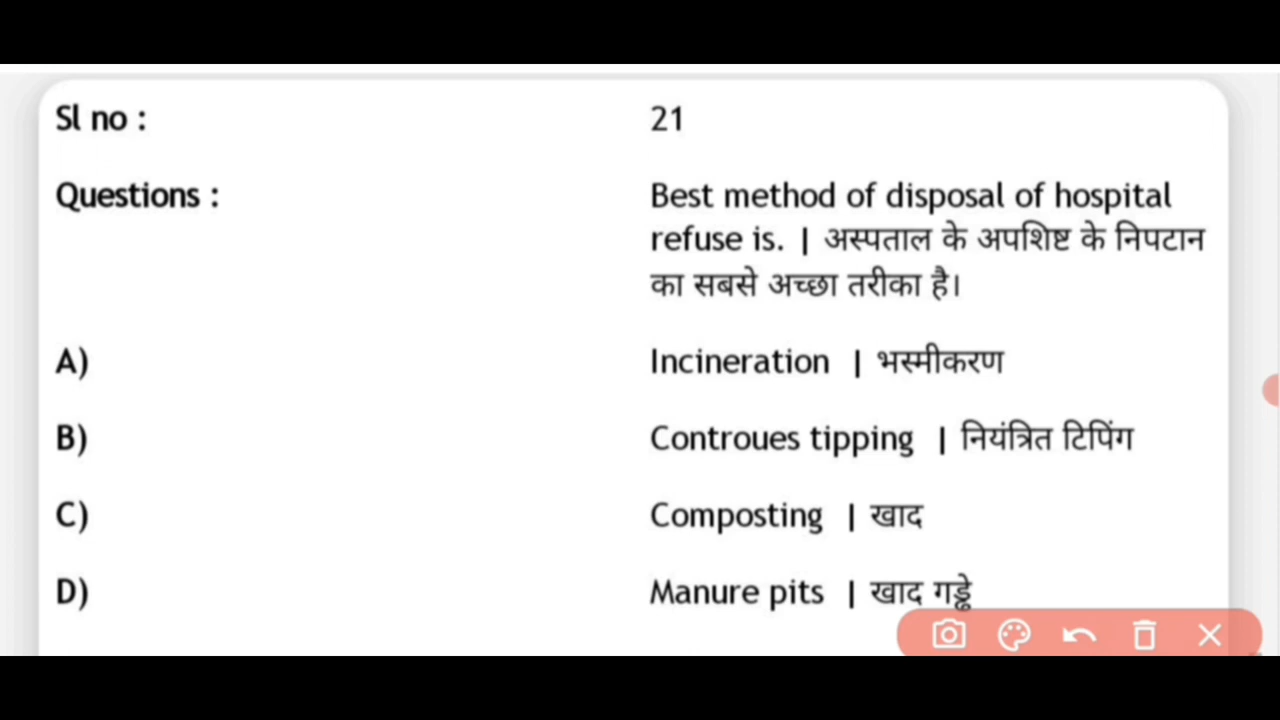 Sl no : 21
Questions : Best method of disposal of hospital
refuse is. | अस्पताल के अपशिष्ट के निपटान
का सबसे अच्छा तरीका है।
A) Incineration | भस्मीकरण
B) Controues tipping | नियंत्रित टिपिंग
C) Composting | खाद
D) Manure pits | खाद गड्ढे